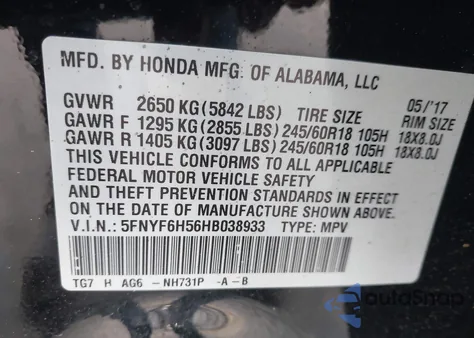 MFD. BY HONDA MFG. OF ALABAMA, LLC
05/'17
GVWR 2650 KG (5842 LBS) TIRE SIZE RIM SIZE
GAWR F 1295 KG (2855 LBS) 245/60R18 105H 18X8.0J
GAWR R 1405 KG (3097 LBS) 245/60R18 105H 18X8.0J
THIS VEHICLE CONFORMS TO ALL APPLICABLE
FEDERAL MOTOR VEHICLE SAFETY
AND THEFT PREVENTION STANDARDS IN EFFECT
ON THE DATE OF MANUFACTURE SHOWN ABOVE.
V.I.N.: 5FNYF6H56HB038933 TYPE: MPV
TG7 H AG6 -NH731P -A-B
autoSnap